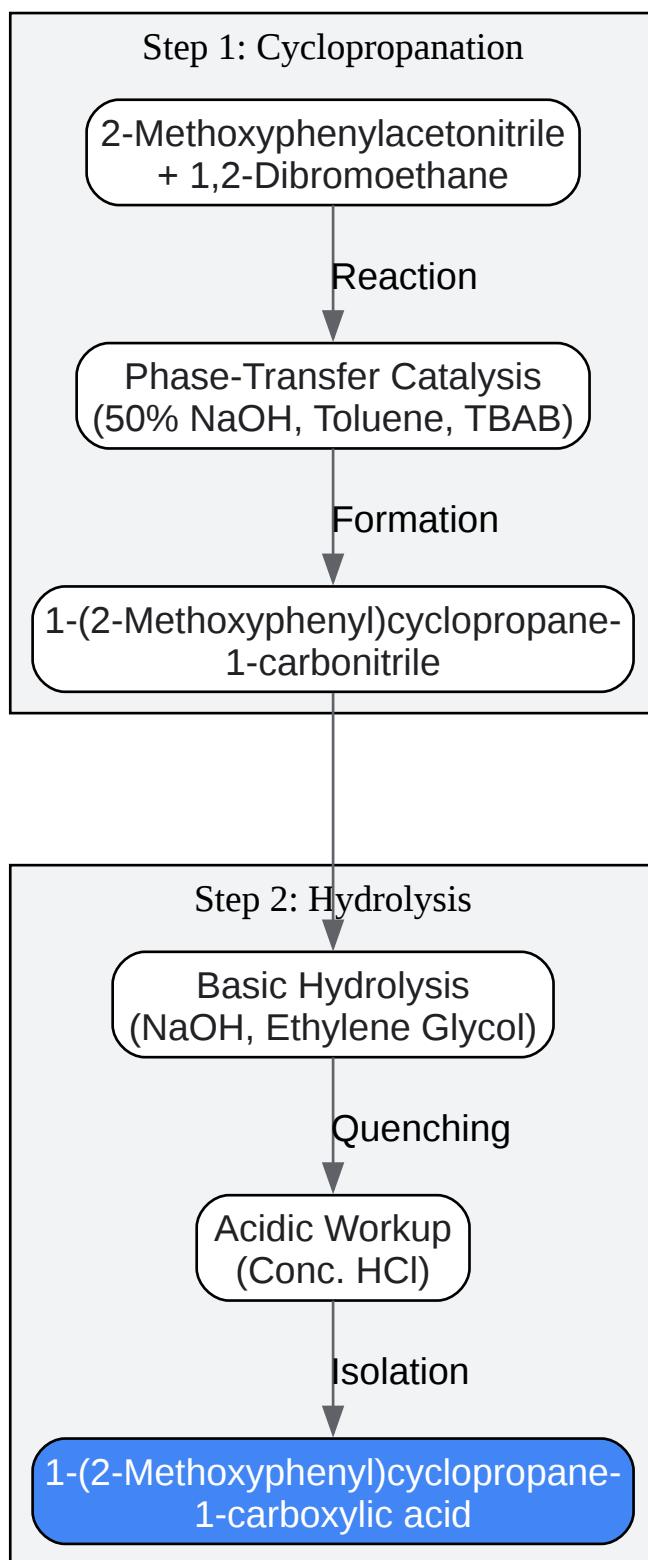 Step 1: Cyclopropanation
2-Methoxyphenylacetonitrile
+ 1,2-Dibromoethane
Reaction
Phase-Transfer Catalysis
(50% NaOH, Toluene, TBAB)
Formation
1-(2-Methoxyphenyl)cyclopropane-
1-carbonitrile
Step 2: Hydrolysis
Basic Hydrolysis
(NaOH, Ethylene Glycol)
Quenching
Acidic Workup
(Conc. HCl)
Isolation
1-(2-Methoxyphenyl)cyclopropane-
1-carboxylic acid